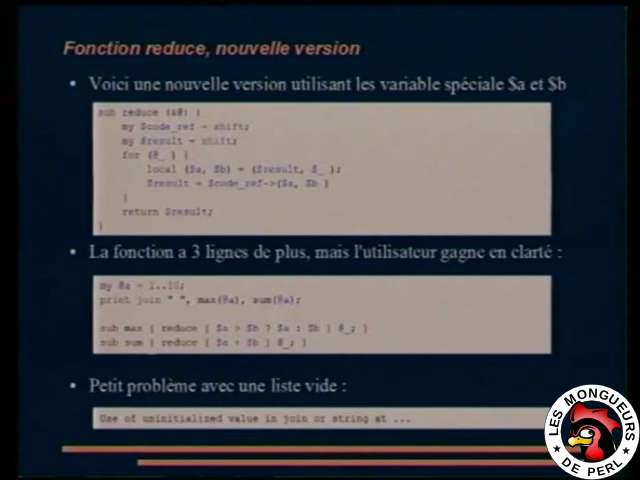 Fonction reduce, nouvelle version
• Voici une nouvelle version utilisant les variable spéciale $a et $b
sub reduce (&@) {
my $code_ref = shift;
my $result = shift;
for (@_ ) {
local ($a, $b) = ($result, $_ );
$result = $code_ref->($a, $b )
}
return $result;
}
• La fonction a 3 lignes de plus, mais l'utilisateur gagne en clarté :
my @a = 1..10;
print join " ", max(@a), sum(@a);
sub max { reduce { $a > $b ? $a : $b } @_; }
sub sum { reduce { $a + $b } @_; }
• Petit problème avec une liste vide :
Use of uninitialized value in join or string at ...
LES MONGUEURS
★ DE PERL ★